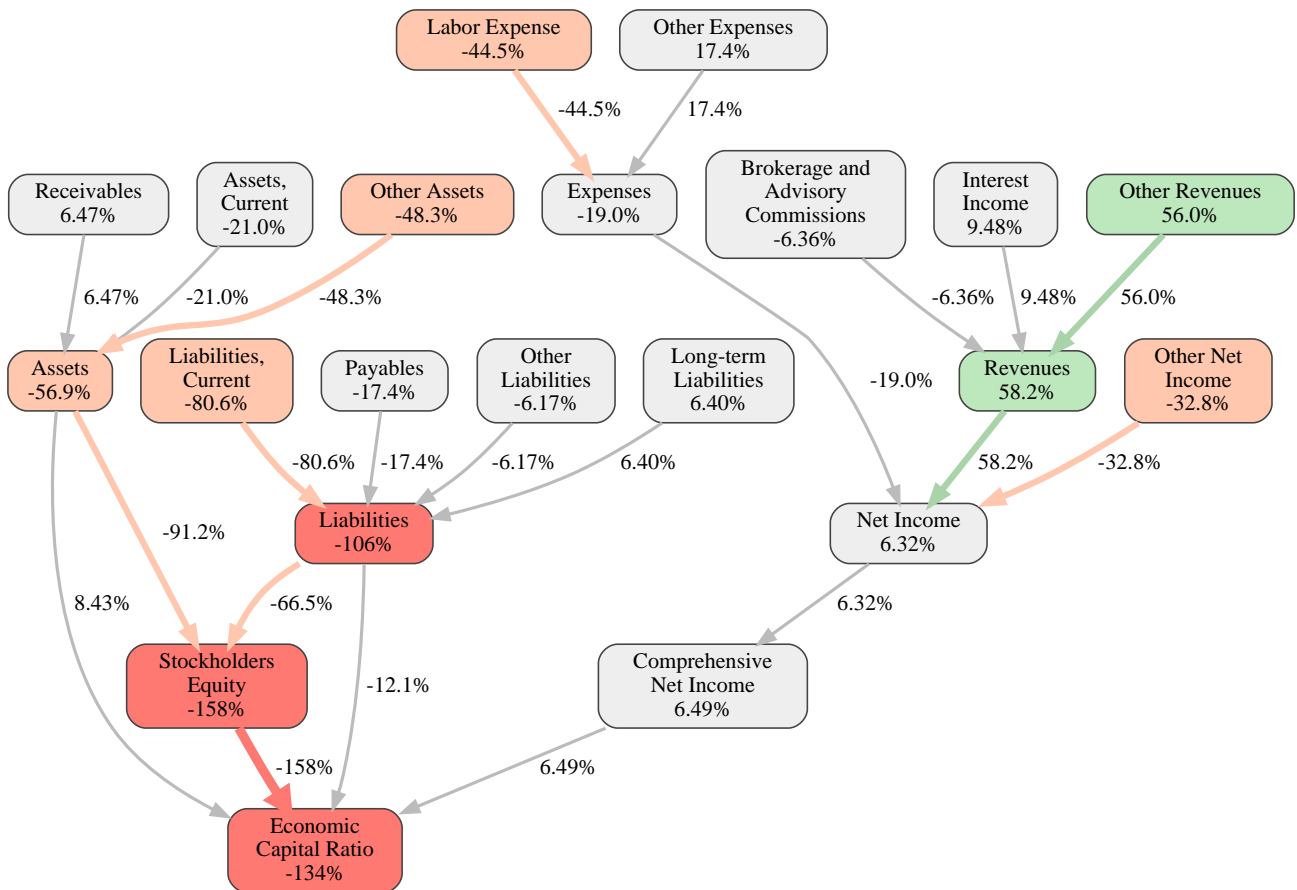 Labor Expense
-44.5%
Other Expenses
17.4%
-44.5%
17.4%
Receivables
6.47%
Assets,
Current
-21.0%
Other Assets
-48.3%
Expenses
-19.0%
Brokerage and
Advisory
Commissions
-6.36%
Interest
Income
9.48%
Other Revenues
56.0%
6.47%
-21.0%
-48.3%
-6.36%
9.48%
56.0%
Assets
-56.9%
Liabilities,
Current
-80.6%
Payables
-17.4%
Other
Liabilities
-6.17%
Long-term
Liabilities
6.40%
-19.0%
Revenues
58.2%
Other Net
Income
-32.8%
-80.6%
-17.4%
-6.17%
6.40%
58.2%
-32.8%
-91.2%
Liabilities
-106%
Net Income
6.32%
8.43%
-66.5%
6.32%
Stockholders
Equity
-158%
-12.1%
Comprehensive
Net Income
6.49%
-158%
6.49%
Economic
Capital Ratio
-134%